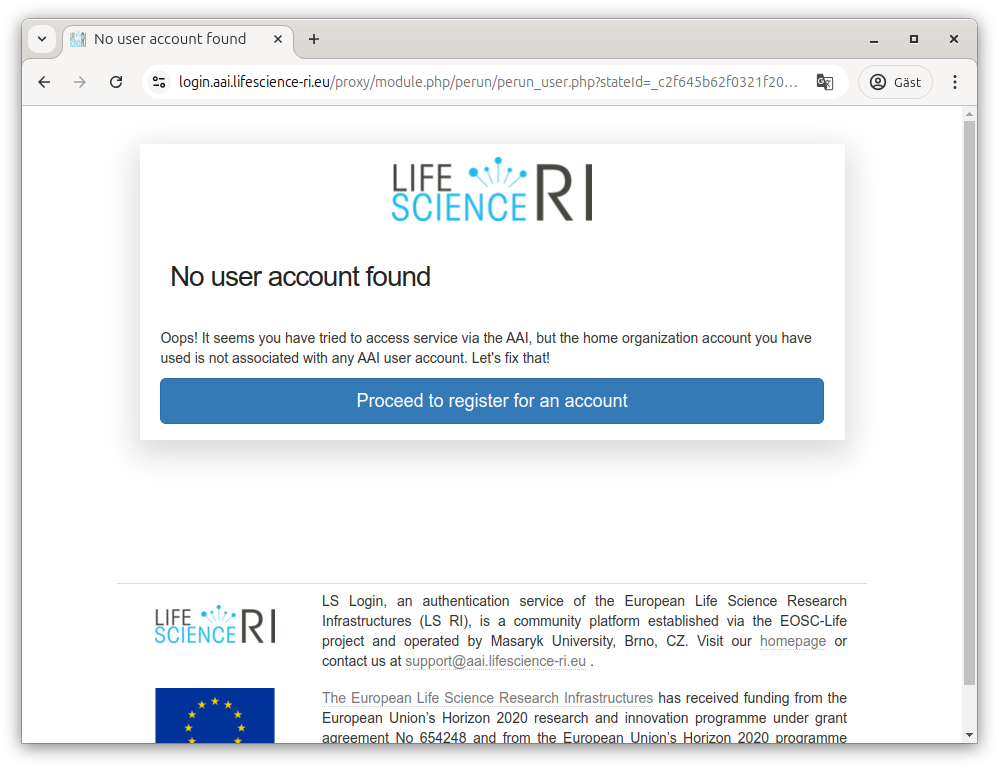 No user account found
login.aai.lifescience-ri.eu/proxy/module.php/perun/perun_user.php?stateId=_c2f645b62f0321f20...
Gäst
LIFE
SCIENCE RI
No user account found
Oops! It seems you have tried to access service via the AAI, but the home organization account you have
used is not associated with any AAI user account. Let's fix that!
Proceed to register for an account
LIFE
SCIENCE RI
LS Login, an authentication service of the European Life Science Research
Infrastructures (LS RI), is a community platform established via the EOSC-Life
project and operated by Masaryk University, Brno, CZ. Visit our homepage or
contact us at support@aai.lifescience-ri.eu .
The European Life Science Research Infrastructures has received funding from the
European Union's Horizon 2020 research and innovation programme under grant
agreement No 654248 and from the European Union's Horizon 2020 programme